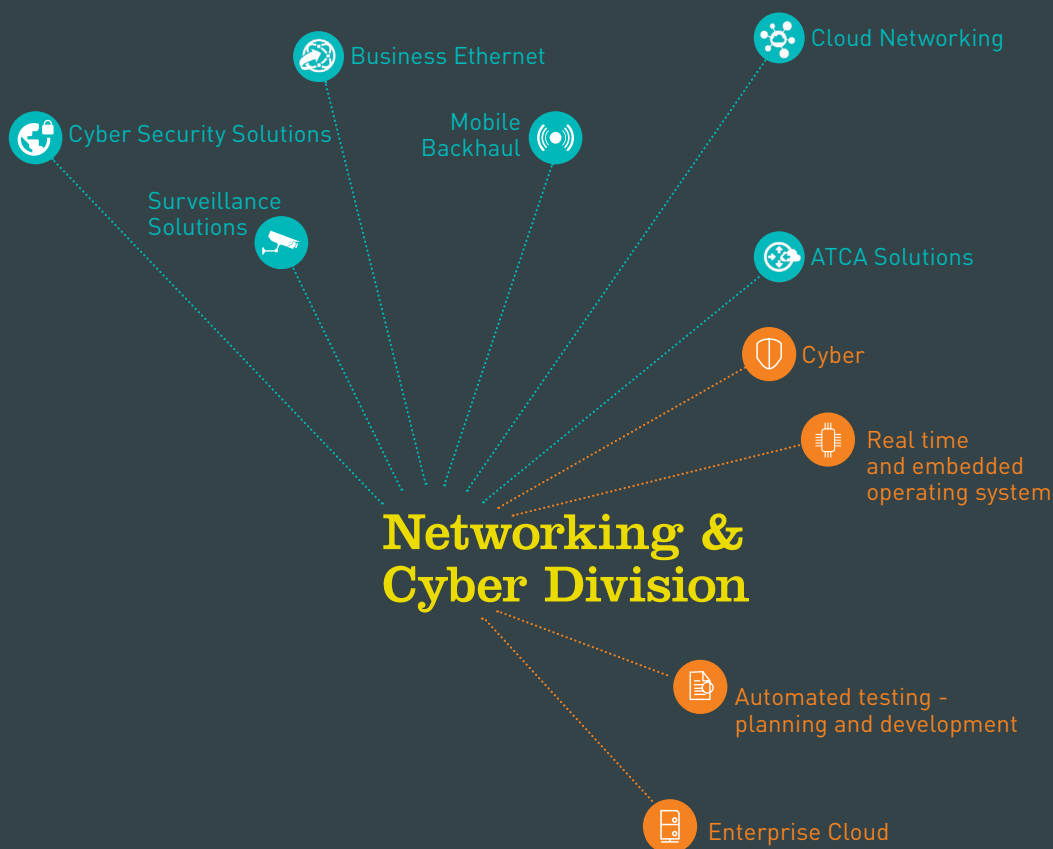 Cloud Networking
Business Ethernet
Mobile
Backhaul
Cyber Security Solutions
Surveillance
Solutions
ATCA Solutions
Cyber
Real time
and embedded
operating system
Networking &
Cyber Division
Automated testing -
planning and development
Enterprise Cloud